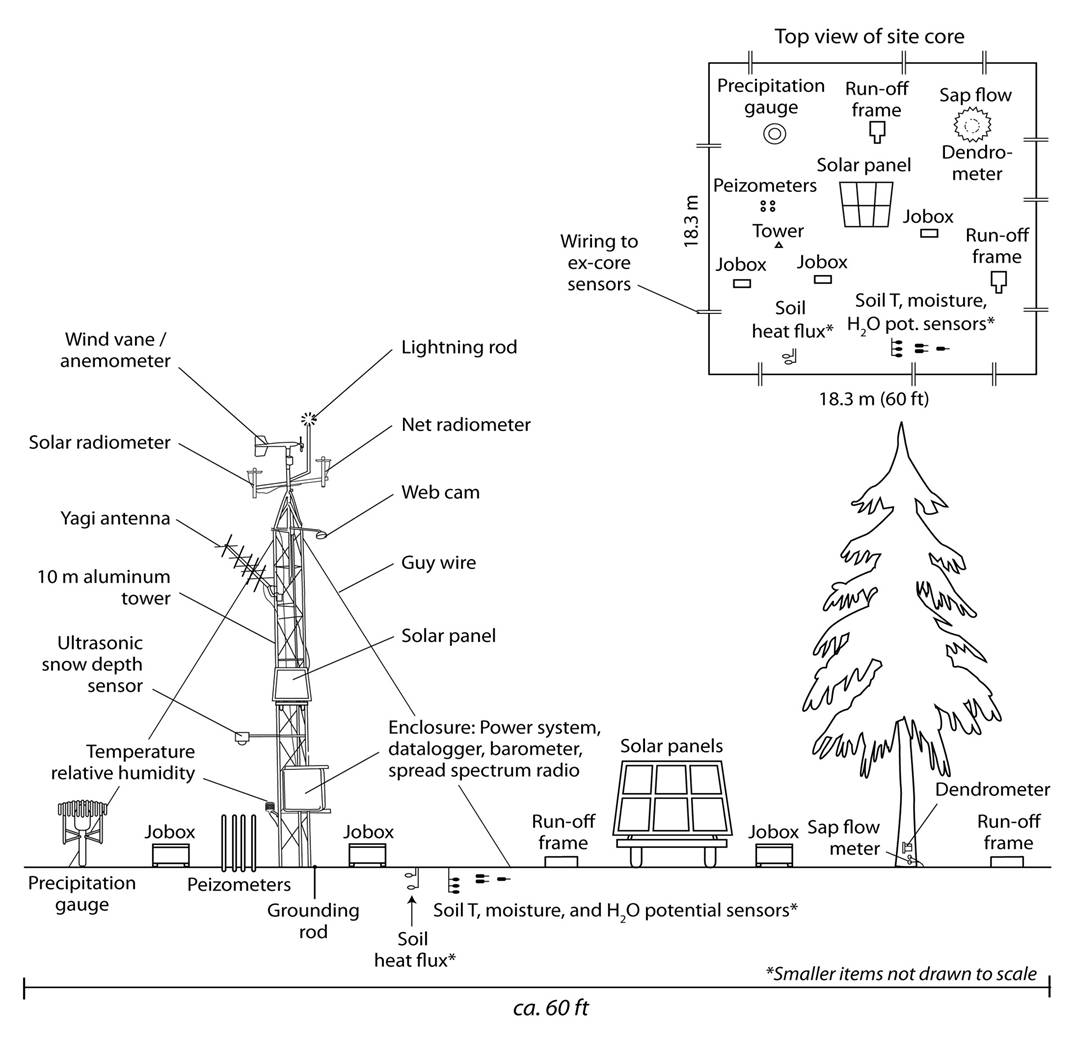 Top view of site core
Precipitation
gauge
Run-off
frame
Sap flow
Dendro-
meter
Solar panel
Peizometers
Tower
Jobox
Jobox
Jobox
Run-off
frame
Soil
heat flux*
Soil T, moisture,
H₂O pot. sensors*
18.3 m
18.3 m (60 ft)
Wiring to
ex-core
sensors
Wind vane /
anemometer
Lightning rod
Solar radiometer
Net radiometer
Web cam
Yagi antenna
Guy wire
10 m aluminum
tower
Solar panel
Ultrasonic
snow depth
sensor
Temperature
relative humidity
Enclosure: Power system,
datalogger, barometer,
spread spectrum radio
Solar panels
Dendrometer
Jobox
Jobox
Run-off
frame
Jobox
Sap flow
meter
Run-off
frame
Precipitation
gauge
Peizometers
Grounding
rod
Soil
heat flux*
Soil T, moisture, and H₂O potential sensors*
*Smaller items not drawn to scale
ca. 60 ft